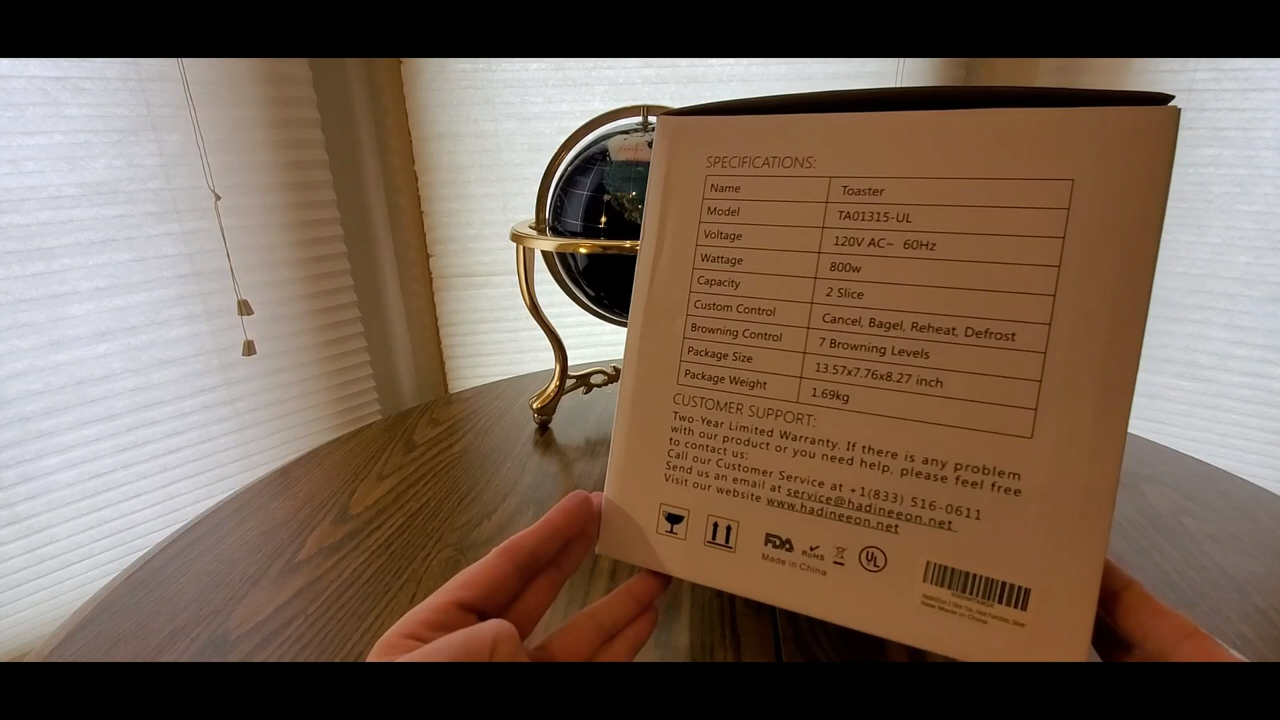 SPECIFICATIONS:
Name Toaster
Model TA01315-UL
Voltage 120V AC~ 60Hz
Wattage 800w
Capacity 2 Slice
Custom Control Cancel, Bagel, Reheat, Defrost
Browning Control 7 Browning Levels
Package Size 13.57x7.76x8.27 inch
Package Weight 1.69kg
CUSTOMER SUPPORT:
Two-Year Limited Warranty. If there is any problem
with our product or you need help, please feel free
to contact us:
Call our Customer Service at +1(833) 516-0611
Send us an email at service@hadineeon.net
Visit our website www.hadineeon.net
FDA RoHS UL
Made in China
New Made in China